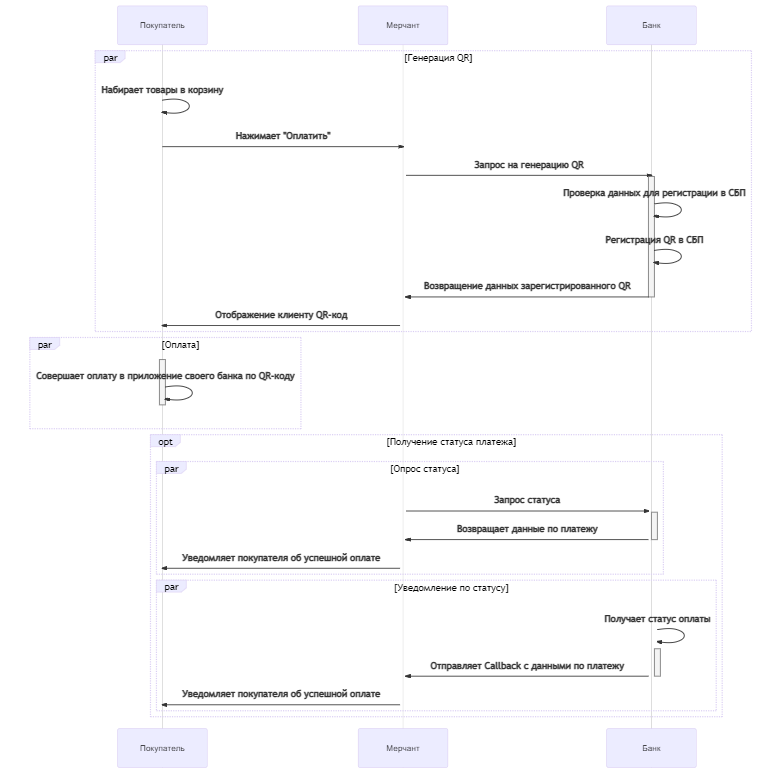 Покупатель
Мерчант
Банк
par
[Генерация QR]
Набирает товары в корзину
Нажимает "Оплатить"
Запрос на генерацию QR
Проверка данных для регистрации в СБП
Регистрация QR в СБП
Возвращение данных зарегистрированного QR
Отображение клиенту QR-код
par
[Оплата]
Совершает оплату в приложение своего банка по QR-коду
opt
[Получение статуса платежа]
par
[Опрос статуса]
Запрос статуса
Возвращает данные по платежу
Уведомляет покупателя об успешной оплате
par
[Уведомление по статусу]
Получает статус оплаты
Отправляет Callback с данными по платежу
Уведомляет покупателя об успешной оплате
Покупатель
Мерчант
Банк